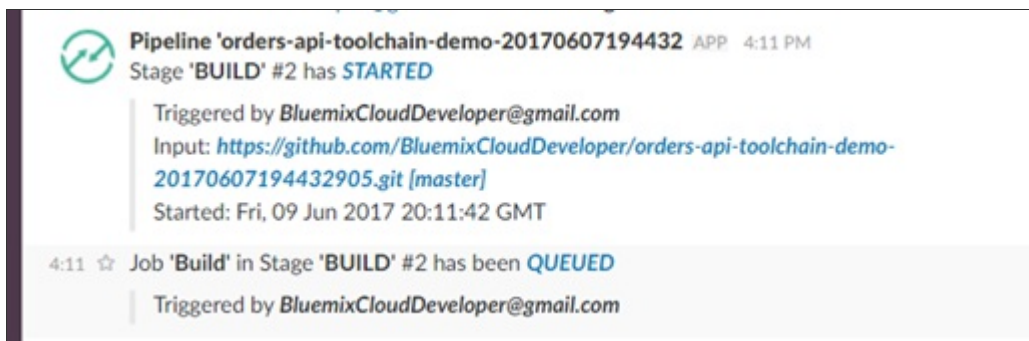 Pipeline 'orders-api-toolchain-demo-20170607194432 APP 4:11 PM
Stage 'BUILD' #2 has STARTED
Triggered by BluemixCloudDeveloper@gmail.com
Input: https://github.com/BluemixCloudDeveloper/orders-api-toolchain-demo-
20170607194432905.git [master]
Started: Fri, 09 Jun 2017 20:11:42 GMT
4:11 Job 'Build' in Stage 'BUILD' #2 has been QUEUED
Triggered by BluemixCloudDeveloper@gmail.com